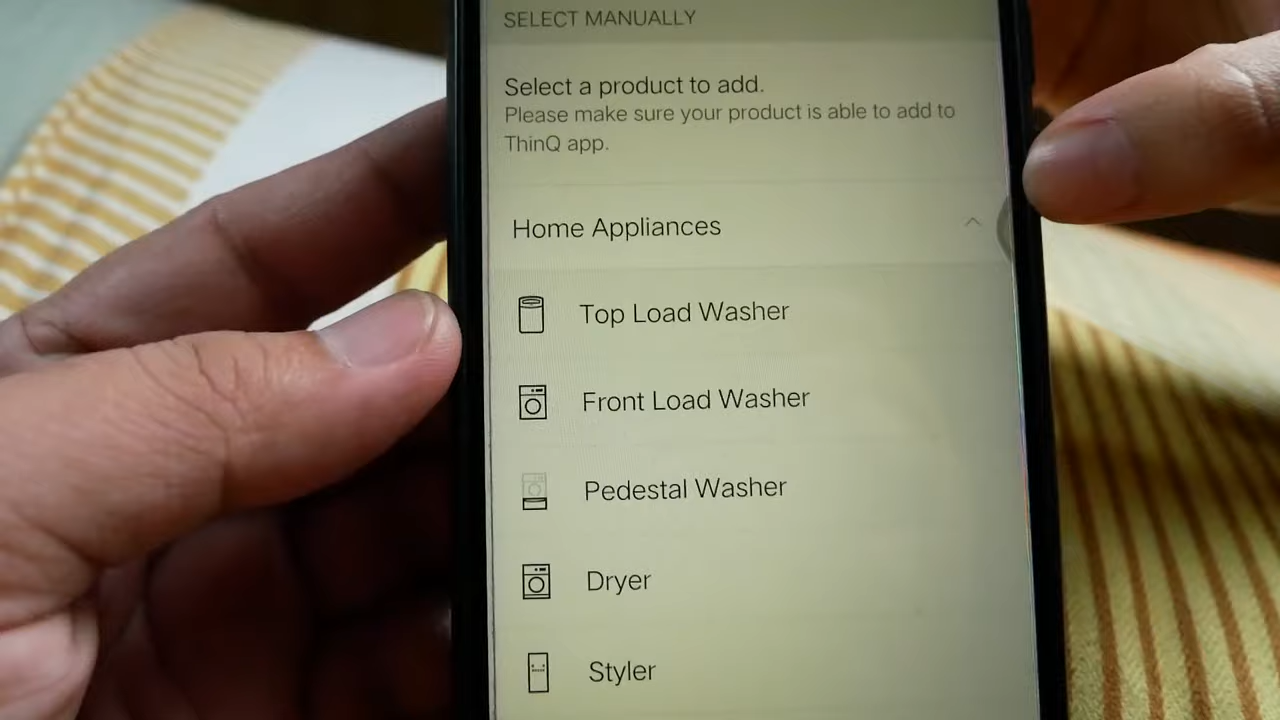 SELECT MANUALLY
Select a product to add.
Please make sure your product is able to add to
ThinQ app.
Home Appliances
Top Load Washer
Front Load Washer
Pedestal Washer
Dryer
Styler